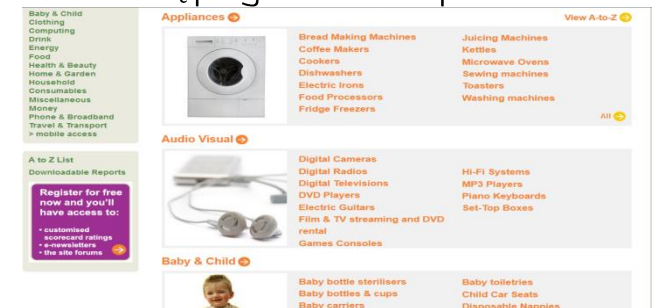 Baby & Child
Clothing
Computing
Drink
Energy
Food
Health & Beauty
Home & Garden
Household
Consumables
Miscellaneous
Money
Phone & Broadband
Travel & Transport
> mobile access
A to Z List
Downloadable Reports
Register for free
now and you'll
have access to:
• customised
scorecard ratings
• e-newsletters
• the site forums
Appliances
View A-to-Z
Bread Making Machines
Coffee Makers
Cookers
Dishwashers
Electric Irons
Food Processors
Fridge Freezers
Juicing Machines
Kettles
Microwave Ovens
Sewing machines
Toasters
Washing machines
All
Audio Visual
Digital Cameras
Digital Radios
Digital Televisions
DVD Players
Electric Guitars
Film & TV streaming and DVD
rental
Games Consoles
Hi-Fi Systems
MP3 Players
Piano Keyboards
Set-Top Boxes
Baby & Child
Baby bottle sterilisers
Baby bottles & cups
Baby carriers
Baby toiletries
Child Car Seats
Disposable Nappies